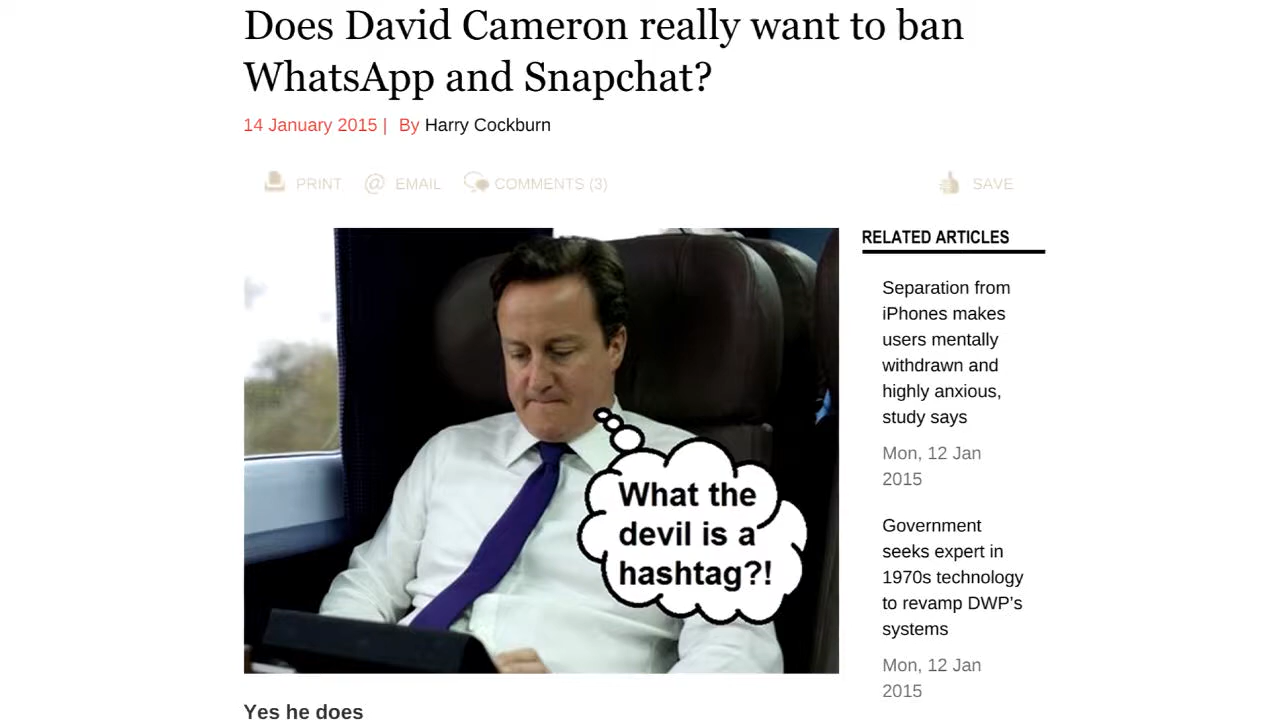 Does David Cameron really want to ban
WhatsApp and Snapchat?
14 January 2015 | By Harry Cockburn
PRINT @ EMAIL COMMENTS (3) SAVE
What the
devil is a
hashtag?!
Yes he does
RELATED ARTICLES
Separation from
iPhones makes
users mentally
withdrawn and
highly anxious,
study says
Mon, 12 Jan
2015
Government
seeks expert in
1970s technology
to revamp DWP's
systems
Mon, 12 Jan
2015